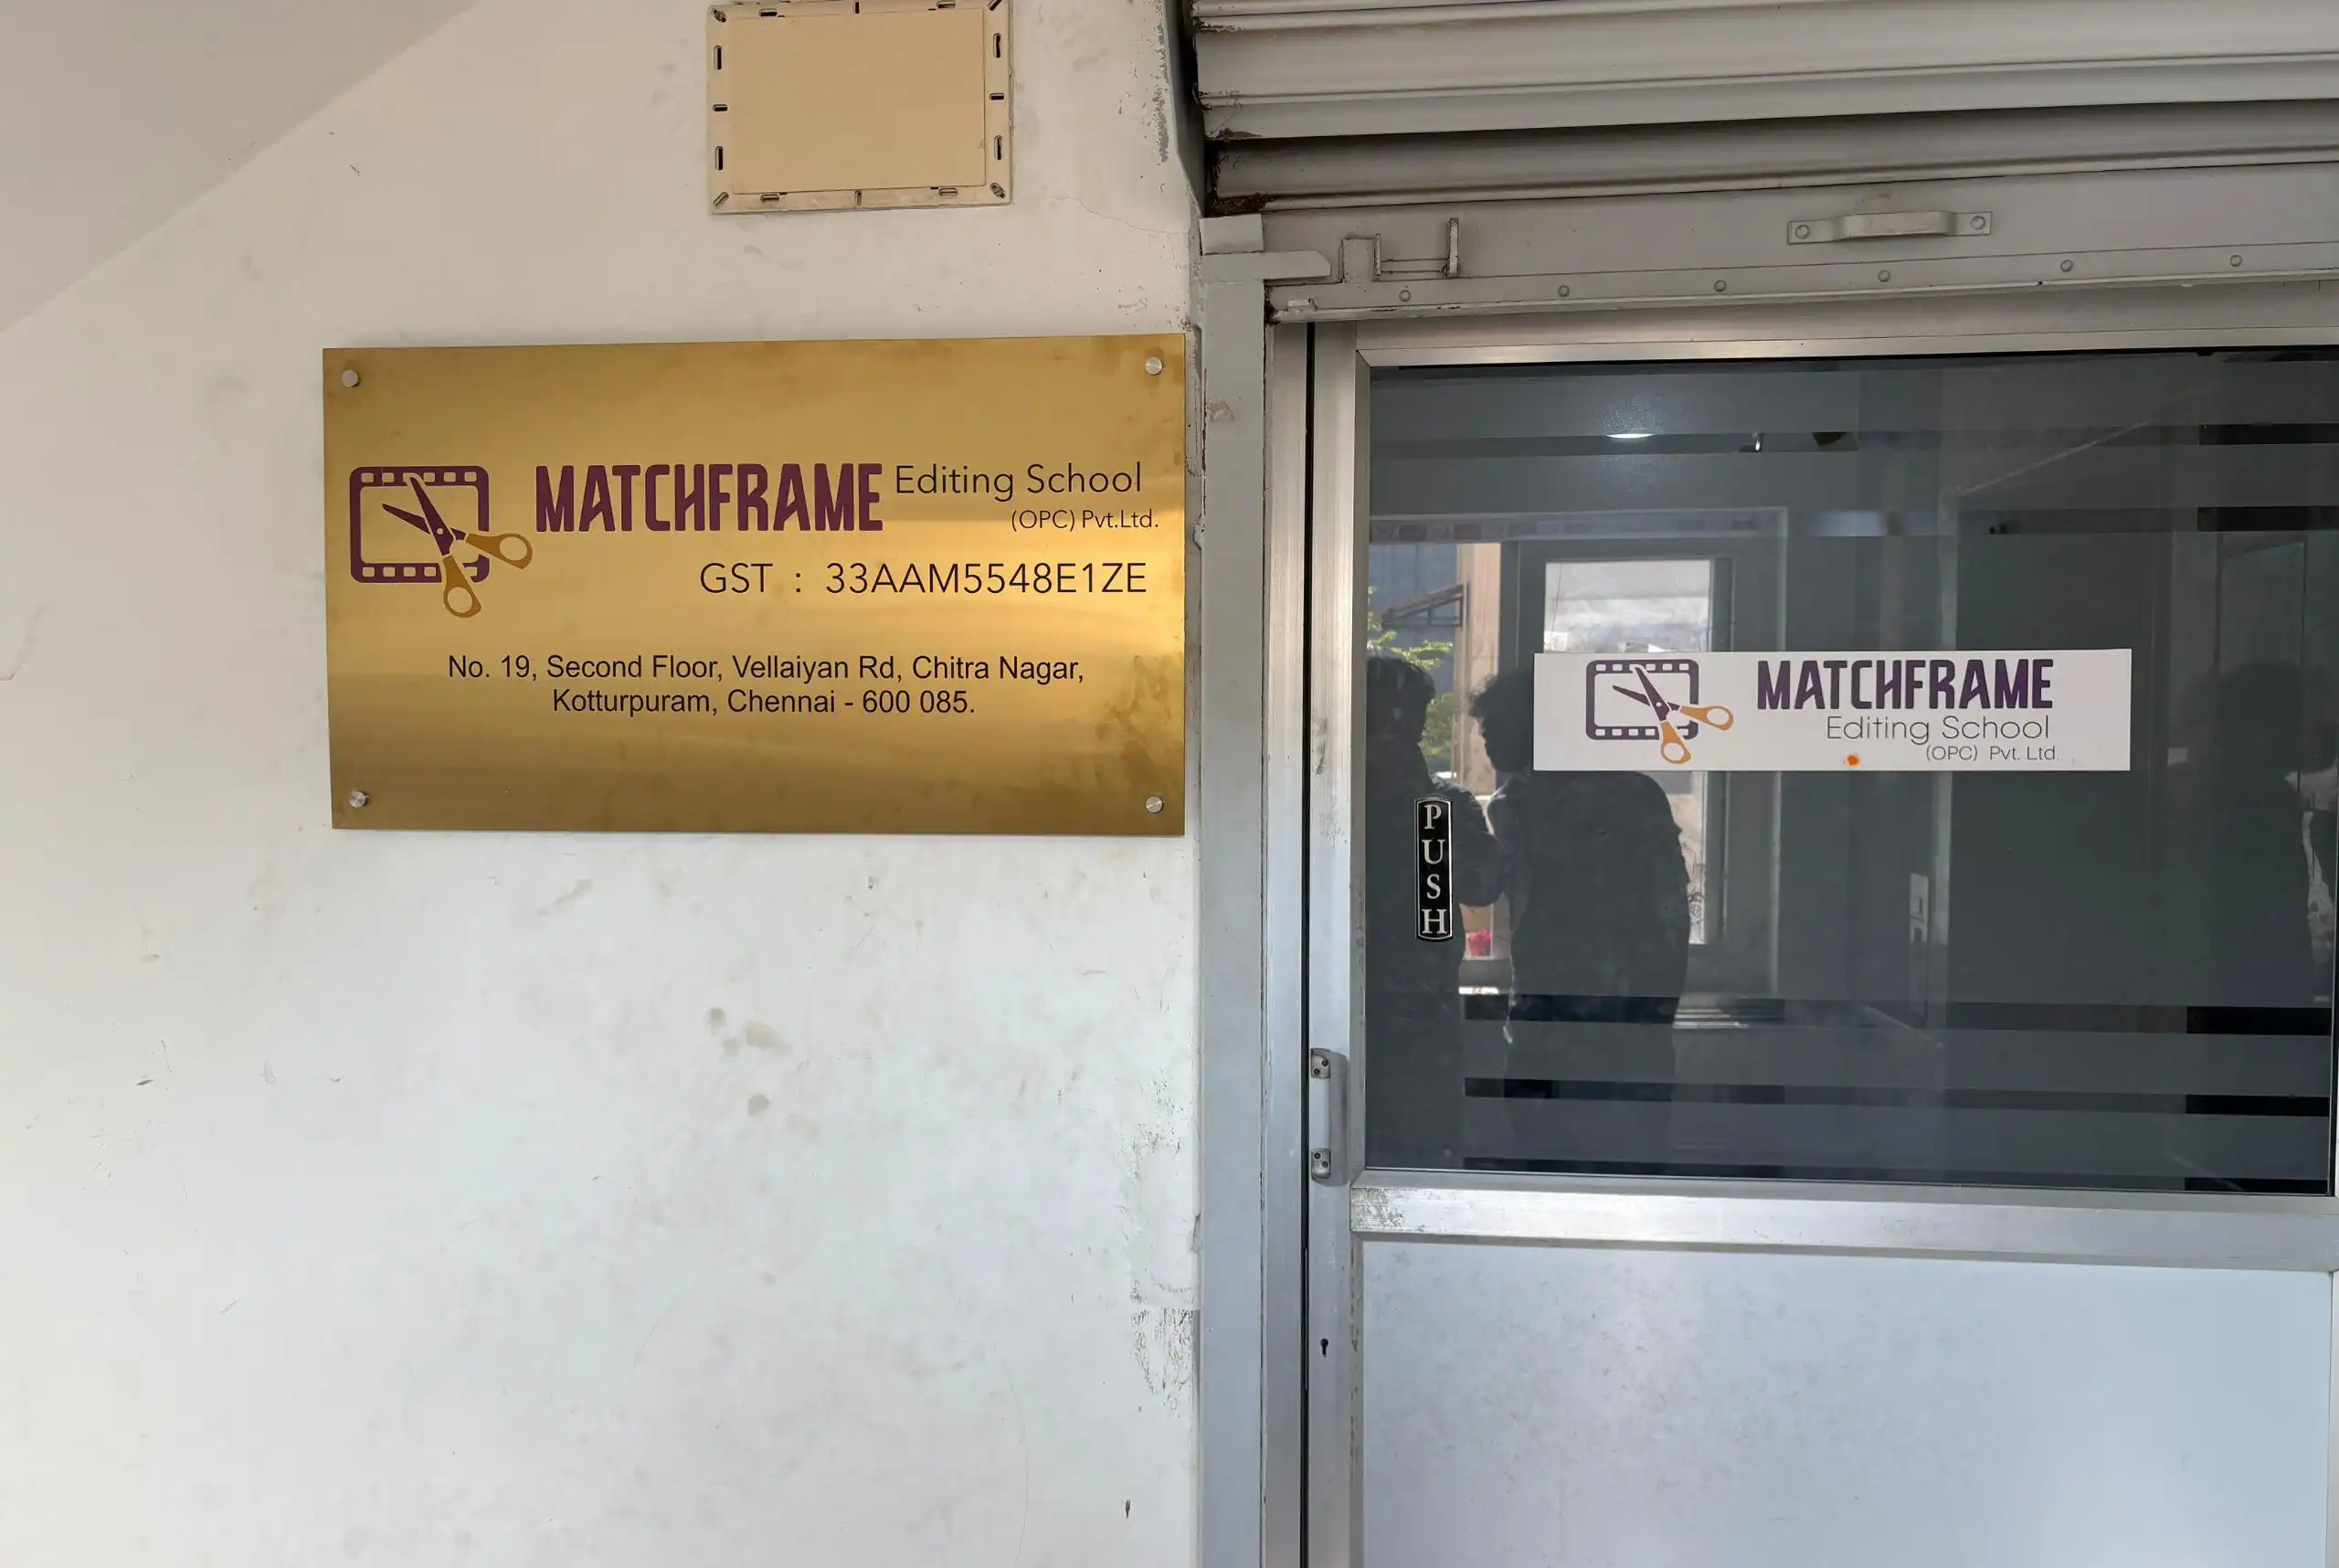 MATCHFRAME Editing School
(OPC) Pvt.Ltd.
GST : 33AAM5548E1ZE
No. 19, Second Floor, Vellaiyan Rd, Chitra Nagar,
Kotturpuram, Chennai - 600 085.
MATCHFRAME
Editing School
(OPC) Pvt. Ltd.
PUSH